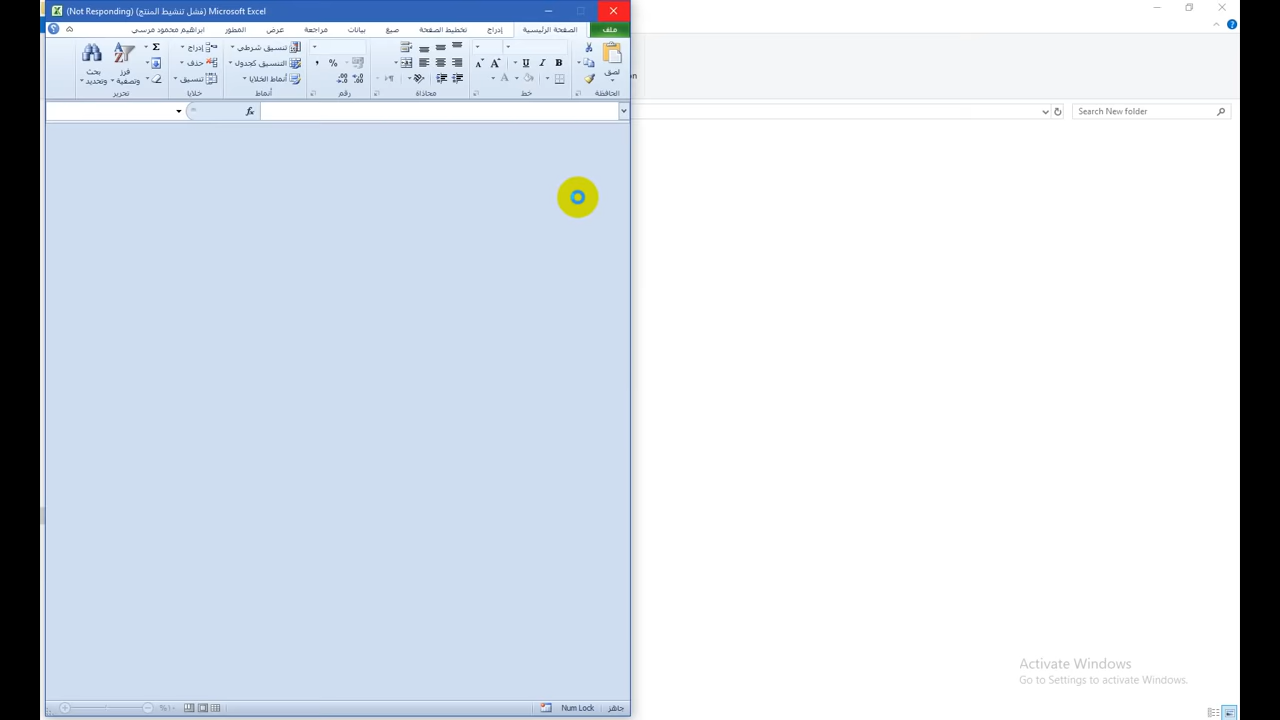 Microsoft Excel (فشل تنشيط المنتج) (Not Responding)
ملف
الصفحة الرئيسية
إدراج
تخطيط الصفحة
صيغ
بيانات
مراجعة
عرض
المطور
ابراهيم محمود مرسي
لصق
الحافظة
خط
محاذاة
%
رقم
تنسيق شرطي
التنسيق كجدول
أنماط الخلايا
أنماط
إدراج
حذف
تنسيق
خلايا
Σ
فرز
وتصفية
بحث
وتحديد
تحرير
fx
Search New folder
Activate Windows
Go to Settings to activate Windows.
جاهز
Num Lock